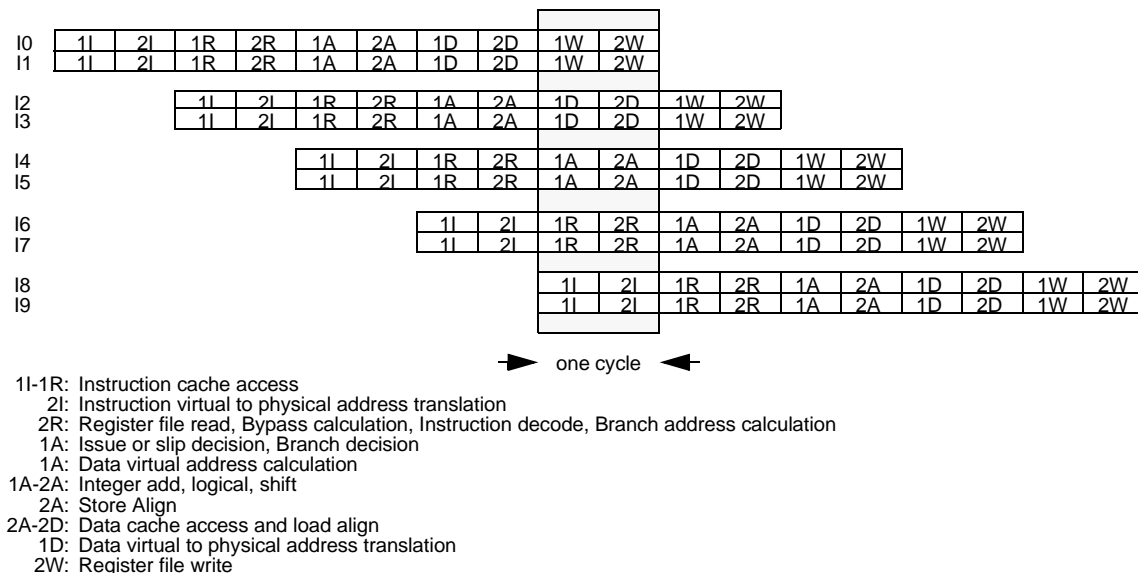 I0 1I 2I 1R 2R 1A 2A 1D 2D 1W 2W
I1 1I 2I 1R 2R 1A 2A 1D 2D 1W 2W
I2 1I 2I 1R 2R 1A 2A 1D 2D 1W 2W
I3 1I 2I 1R 2R 1A 2A 1D 2D 1W 2W
I4 1I 2I 1R 2R 1A 2A 1D 2D 1W 2W
I5 1I 2I 1R 2R 1A 2A 1D 2D 1W 2W
I6 1I 2I 1R 2R 1A 2A 1D 2D 1W 2W
I7 1I 2I 1R 2R 1A 2A 1D 2D 1W 2W
I8 1I 2I 1R 2R 1A 2A 1D 2D 1W 2W
I9 1I 2I 1R 2R 1A 2A 1D 2D 1W 2W
one cycle
1I-1R: Instruction cache access
2I: Instruction virtual to physical address translation
2R: Register file read, Bypass calculation, Instruction decode, Branch address calculation
1A: Issue or slip decision, Branch decision
1A: Data virtual address calculation
1A-2A: Integer add, logical, shift
2A: Store Align
2A-2D: Data cache access and load align
1D: Data virtual to physical address translation
2W: Register file write